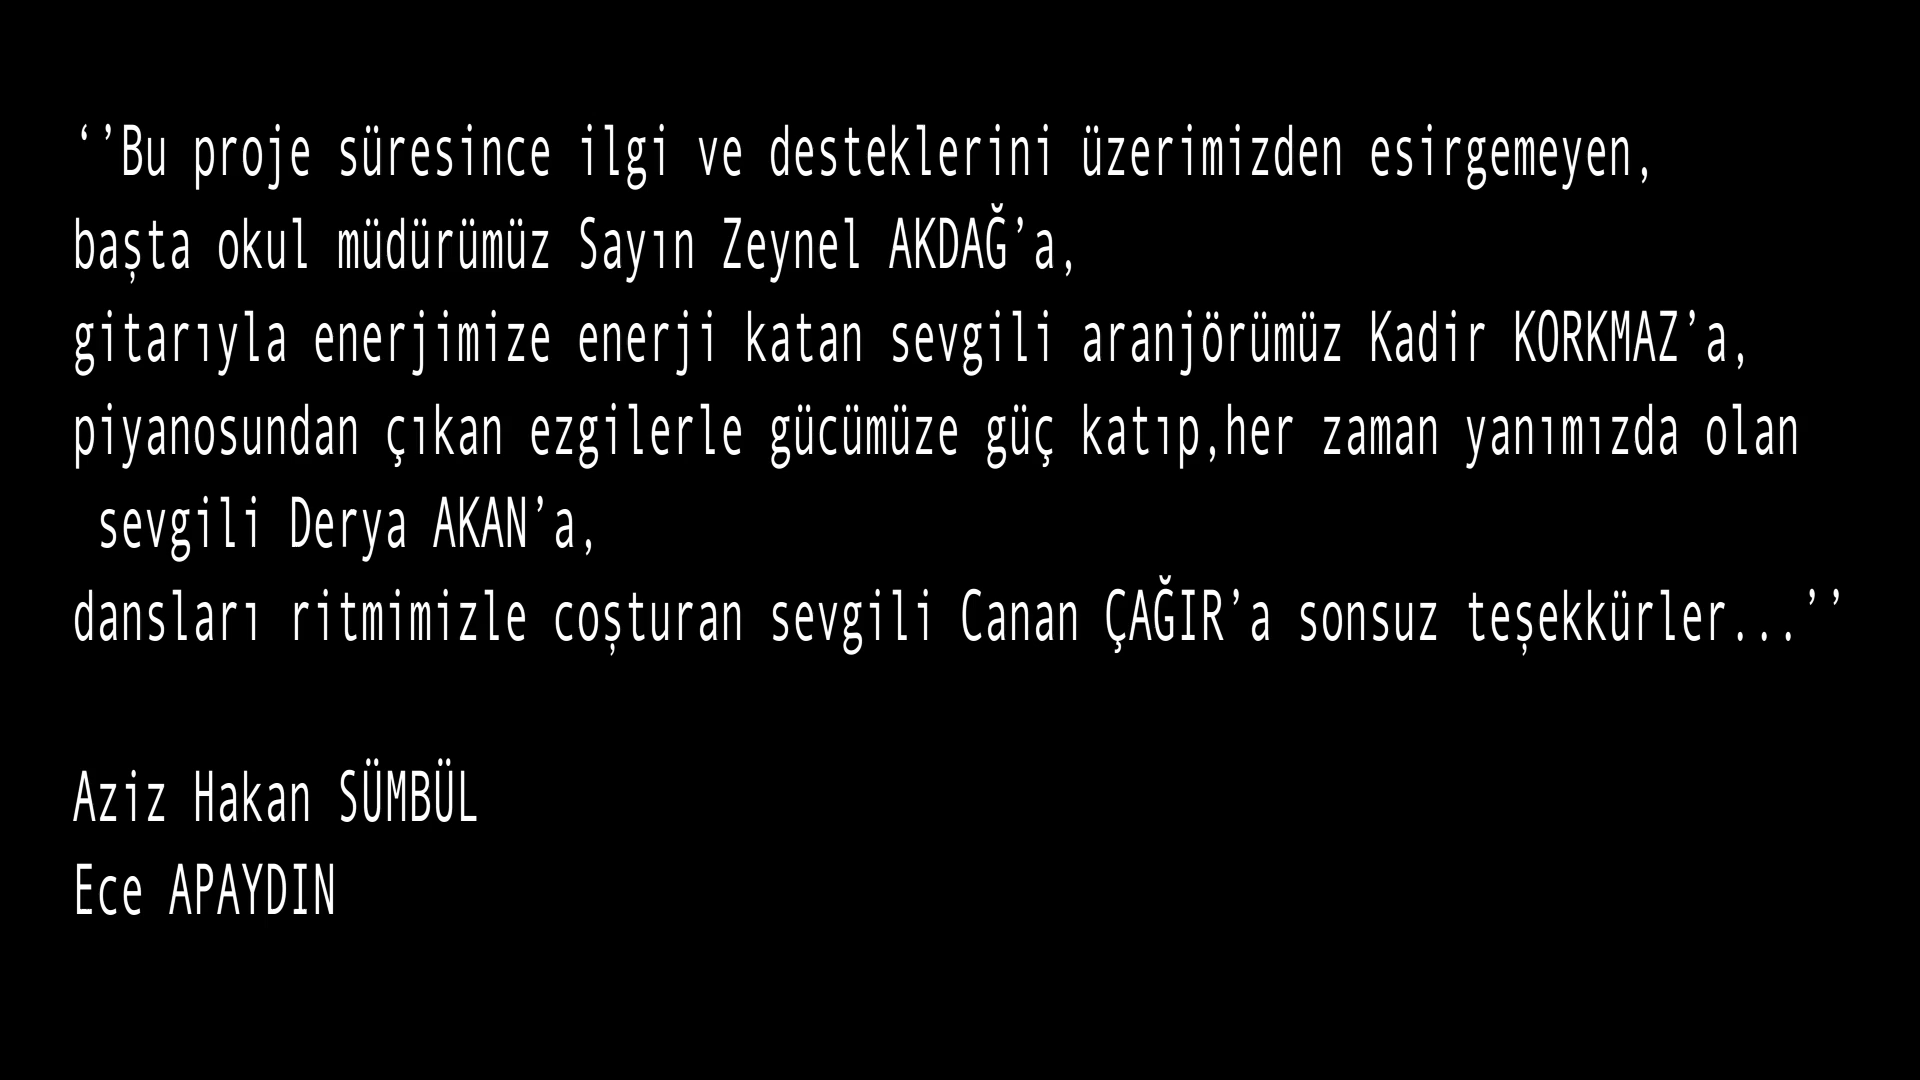 ‘’Bu proje süresince ilgi ve desteklerini üzerimizden esirgemeyen,
başta okul müdürümüz Sayın Zeynel AKDAĞ’a,
gitarıyla enerjimize enerji katan sevgili aranjörümüz Kadir KORKMAZ’a,
piyanosundan çıkan ezgilerle gücümüze güç katıp,her zaman yanımızda olan
sevgili Derya AKAN’a,
dansları ritmimizle coşturan sevgili Canan ÇAĞIR’a sonsuz teşekkürler...’’
Aziz Hakan SÜMBÜL
Ece APAYDIN